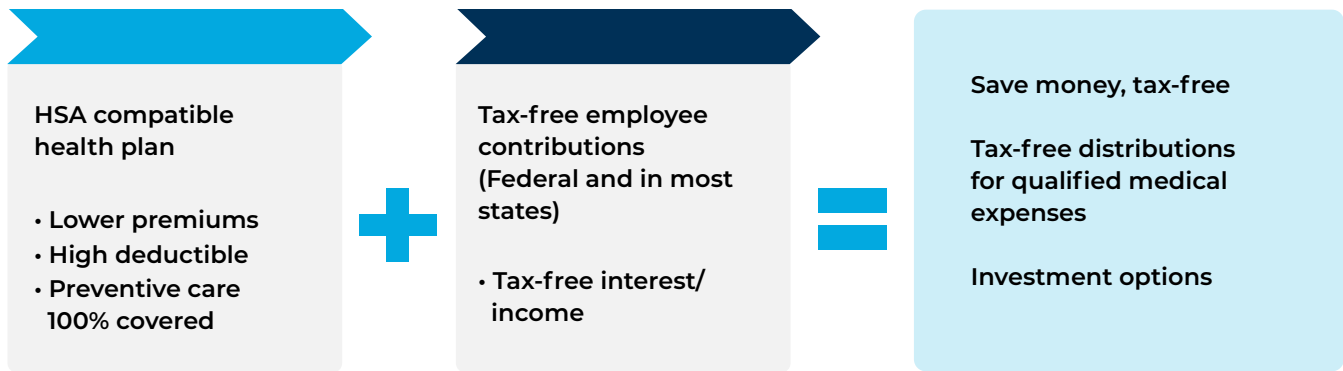 HSA compatible
health plan
• Lower premiums
• High deductible
• Preventive care
100% covered
Tax-free employee
contributions
(Federal and in most
states)
• Tax-free interest/
income
Save money, tax-free
Tax-free distributions
for qualified medical
expenses
Investment options